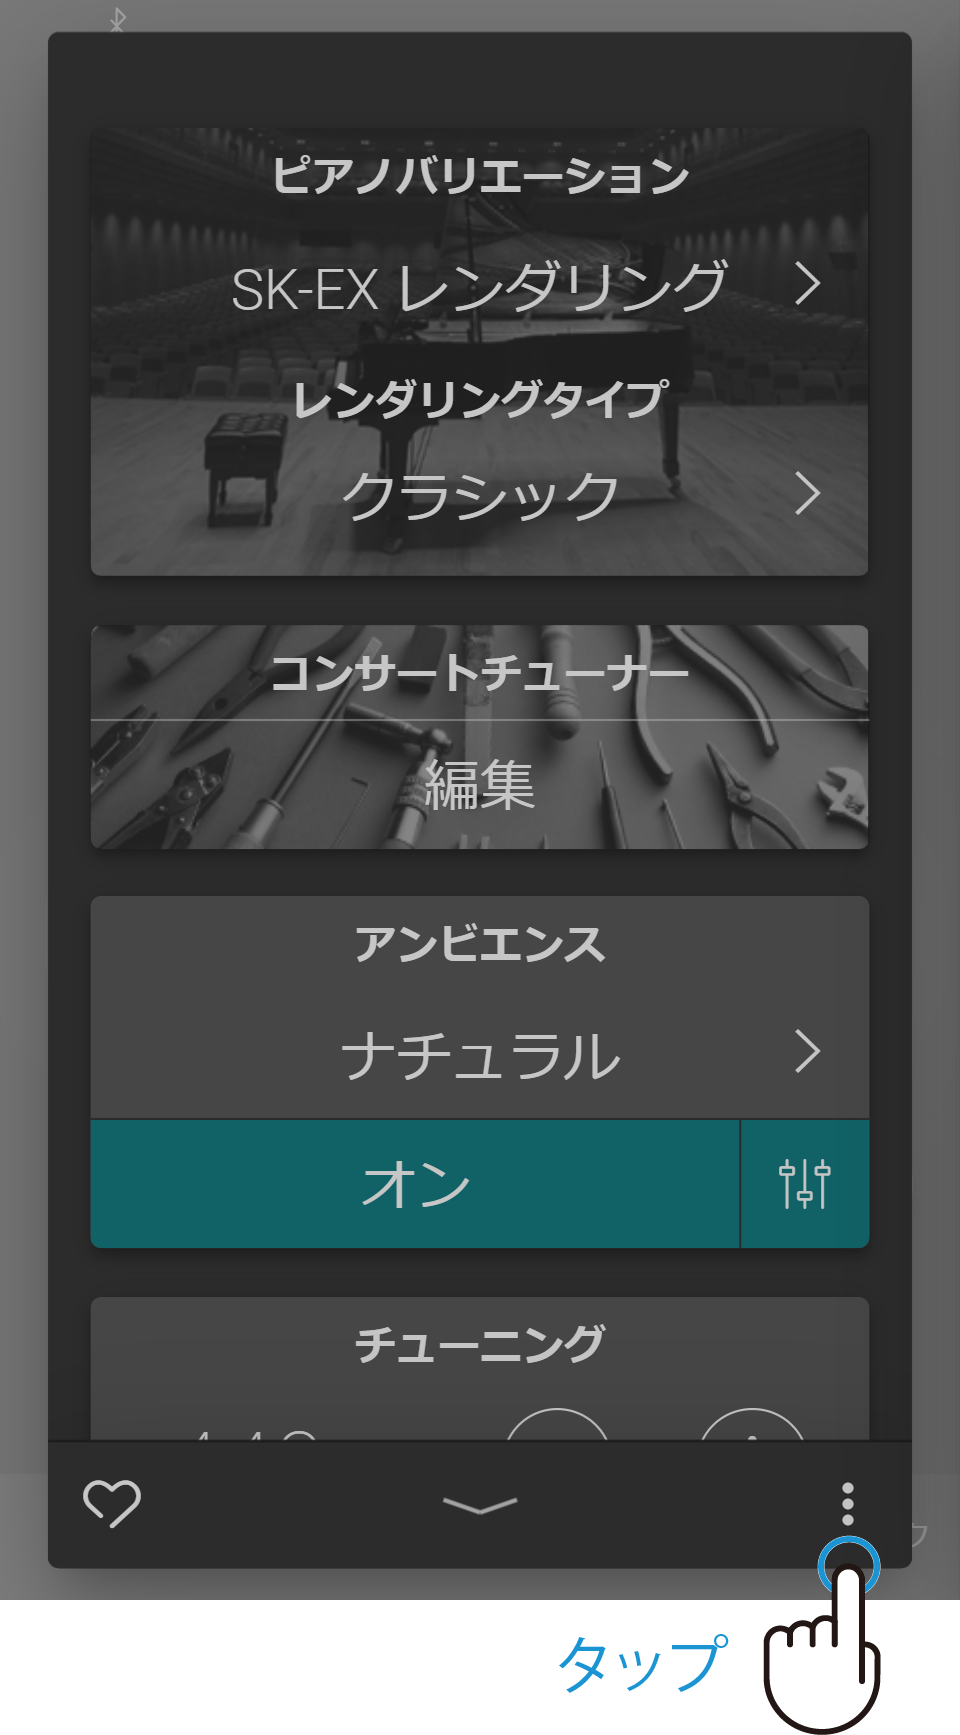 ピアノバリエーション
SK-EX レンダリング
レンダリングタイプ
クラシック
コンサートチューナー
編集
アンビエンス
ナチュラル
オン
チューニング
タップ